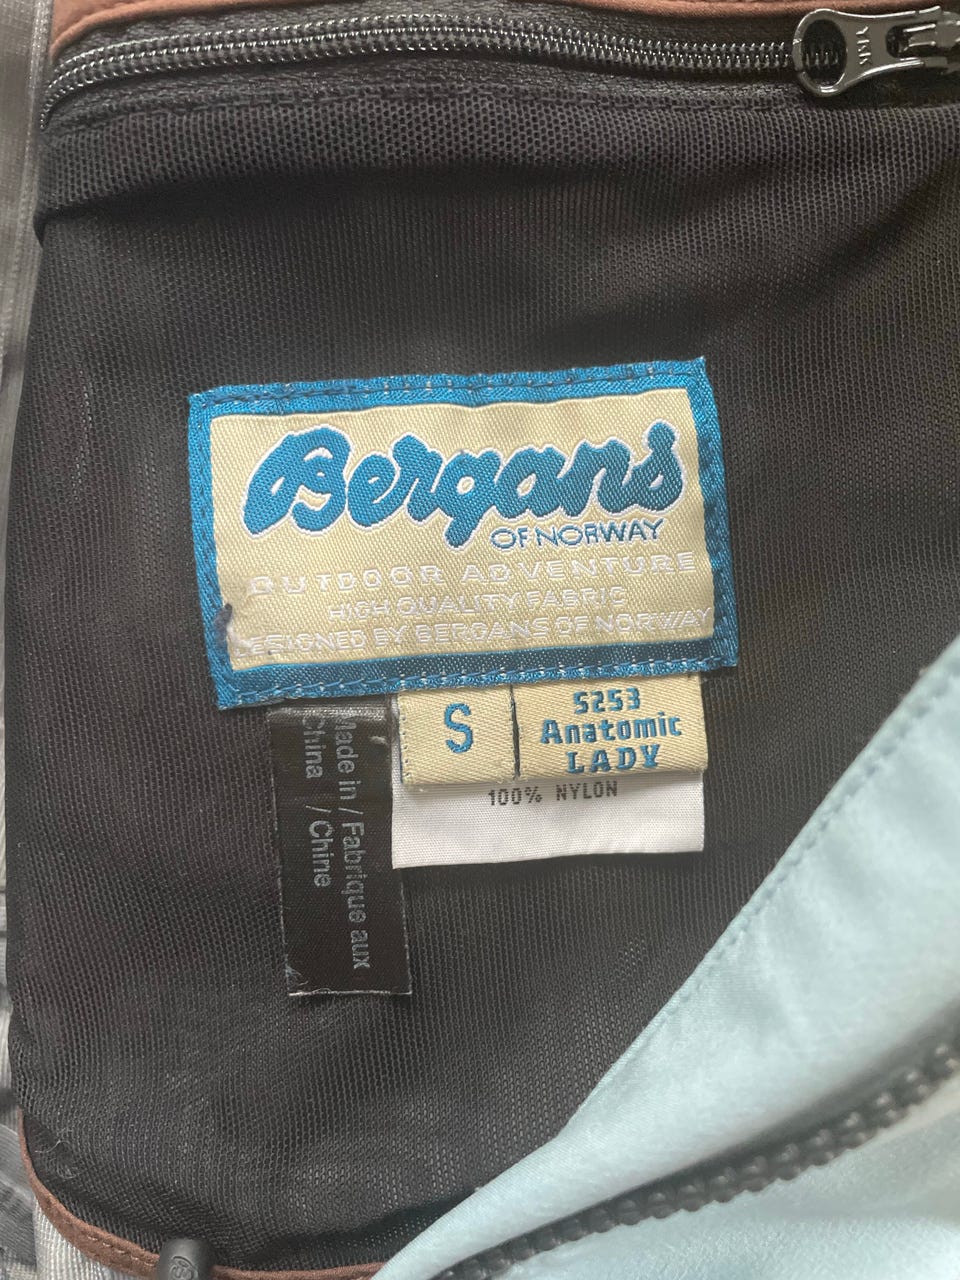 YKK
Bergans
OF NORWAY
OUTDOOR ADVENTURE
HIGH QUALITY FABRIC
DESIGNED BY BERGANS OF NORWAY
S
5253
Anatomic
LADY
100% NYLON
Made in / Fabrique aux
China / Chine